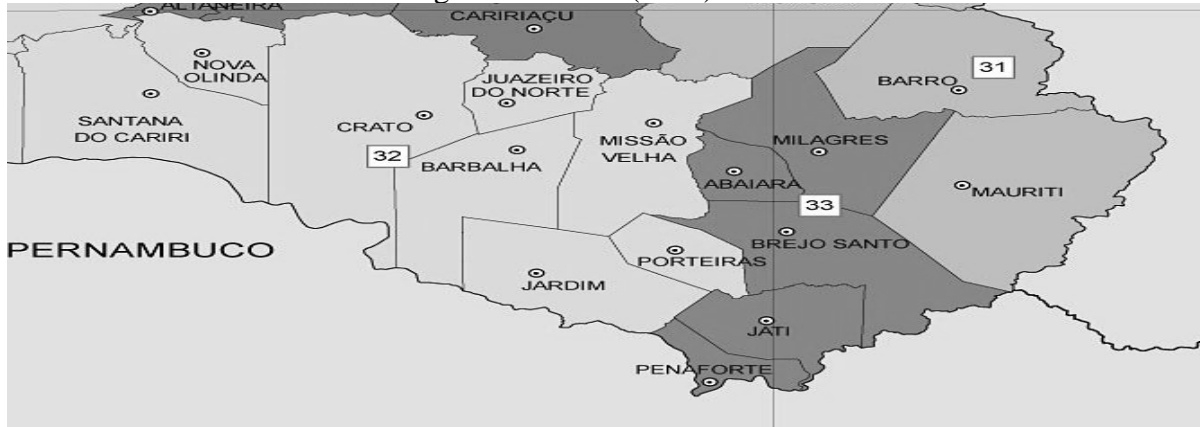 ALTANEIRA
CARIRIAÇU
NOVA
OLINDA
31
BARRO
JUAZEIRO
DO NORTE
SANTANA
DO CARIRI
CRATO
MISSÃO
VELHA
MILAGRES
32
BARBALHA
ABAIARA
MAURITI
33
PERNAMBUCO
BREJO SANTO
PORTEIRAS
JARDIM
JATI
PENAFORTE